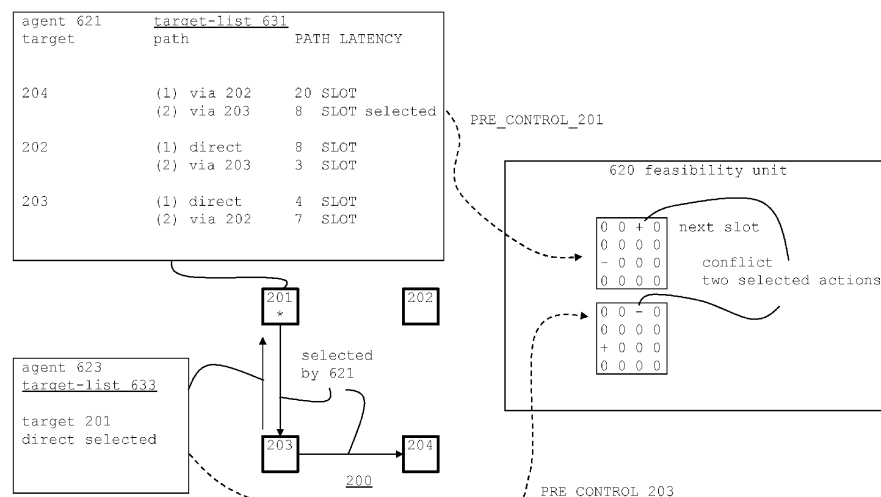 agent 621 target-list 631
target path PATH LATENCY
204 (1) via 202 20 SLOT
(2) via 203 8 SLOT selected
202 (1) direct 8 SLOT
(2) via 203 3 SLOT
203 (1) direct 4 SLOT
(2) via 202 7 SLOT
PRE_CONTROL_201
620 feasibility unit
0 0 + 0 next slot
0 0 0 0
- 0 0 0
0 0 0 0
conflict
two selected actions
0 0 - 0
0 0 0 0
+ 0 0 0
0 0 0 0
201
*
202
selected
by 621
agent 623
target-list 633
target 201
direct selected
203
204
200
PRE CONTROL 203